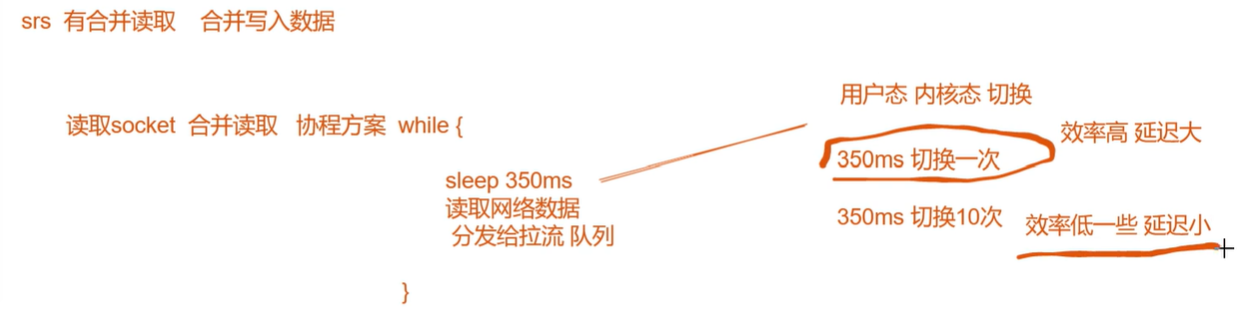 srs 有合并读取 合并写入数据
用户态 内核态 切换
读取socket 合并读取 协程方案 while {
效率高 延迟大
350ms 切换一次
sleep 350ms
读取网络数据
350ms 切换10次
效率低一些 延迟小
分发给拉流 队列
}